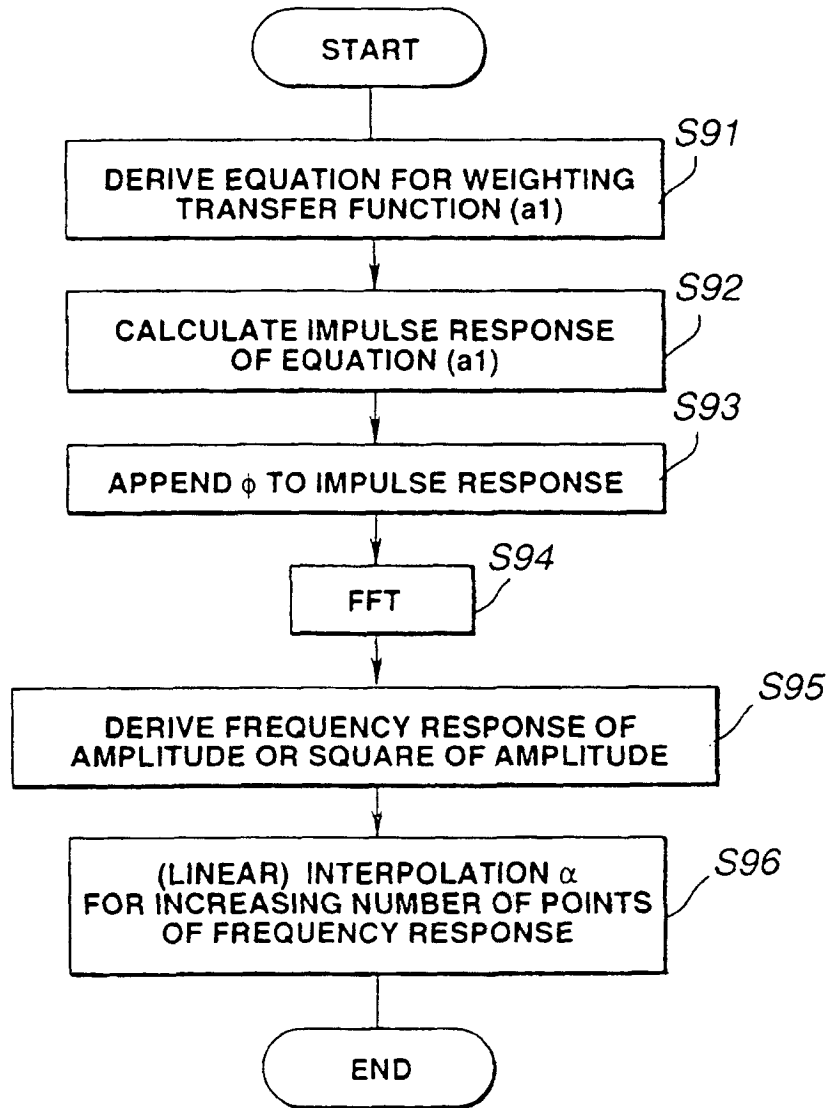 START
S91
DERIVE EQUATION FOR WEIGHTING
TRANSFER FUNCTION (a1)
S92
CALCULATE IMPULSE RESPONSE
OF EQUATION (a1)
S93
APPEND ϕ TO IMPULSE RESPONSE
S94
FFT
S95
DERIVE FREQUENCY RESPONSE OF
AMPLITUDE OR SQUARE OF AMPLITUDE
S96
(LINEAR) INTERPOLATION α
FOR INCREASING NUMBER OF POINTS
OF FREQUENCY RESPONSE
END